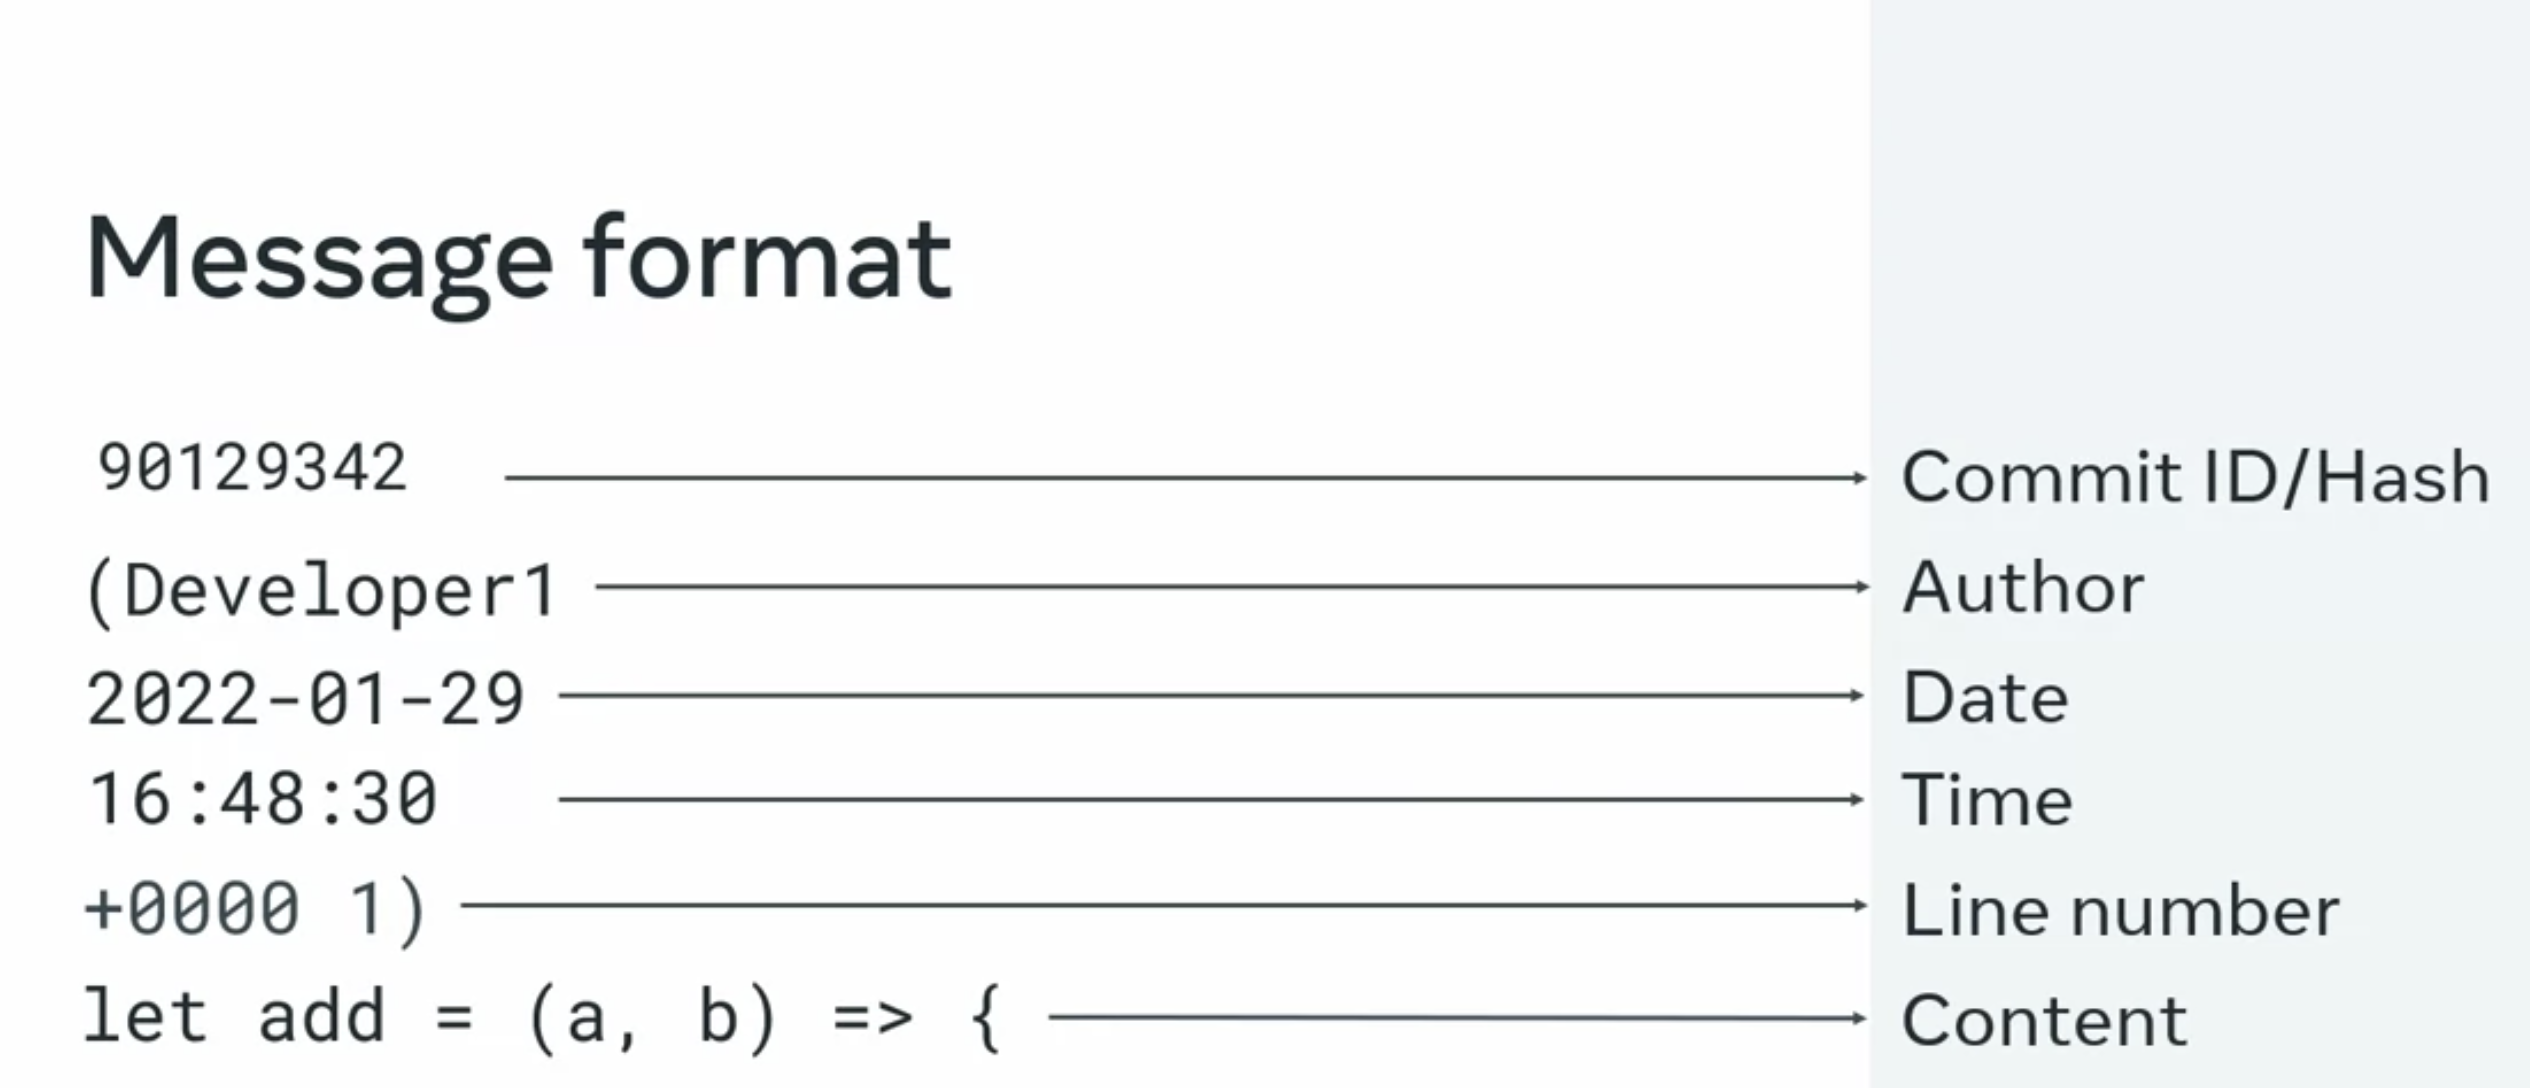 Message format
90129342 Commit ID/Hash
(Developer1 Author
2022-01-29 Date
16:48:30 Time
+0000 1) Line number
let add = (a, b) => { Content